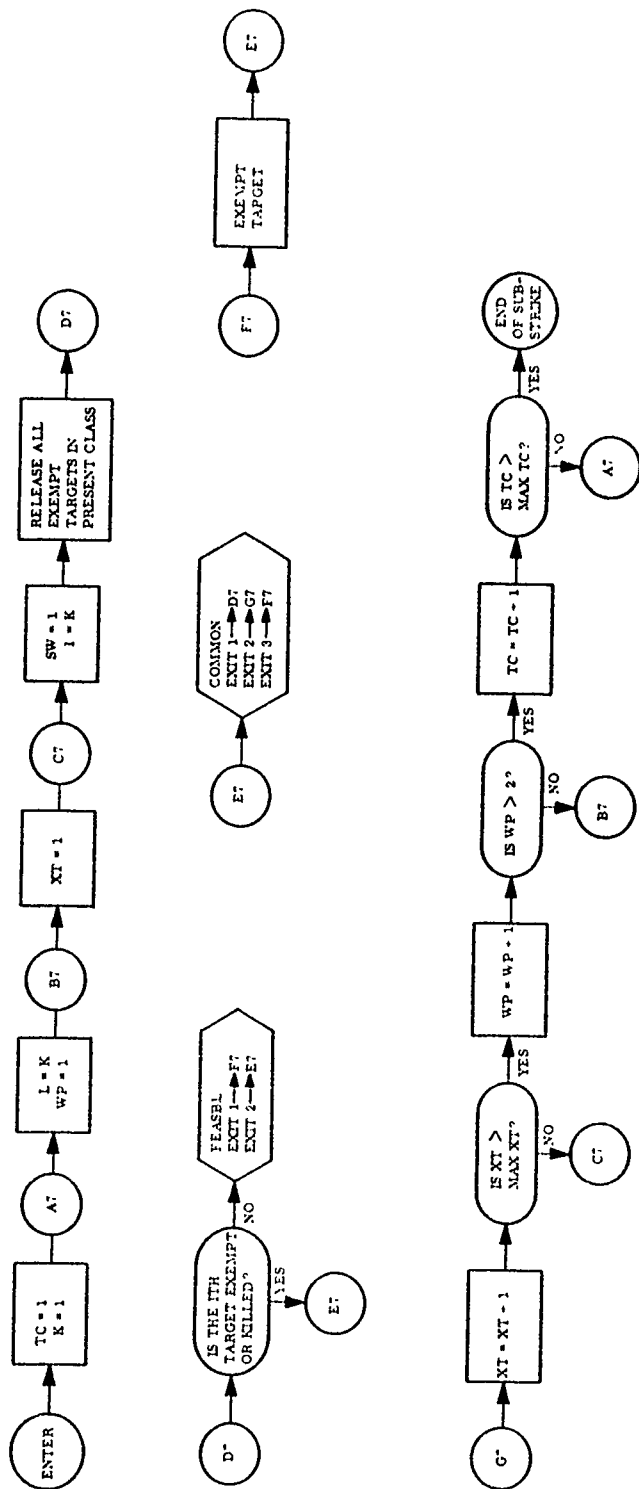 ENTER
TC = 1
K = 1
A7
L = K
WP = 1
B7
XT = 1
C7
SW = 1
I = K
RELEASE ALL
EXEMPT
TARGETS IN
PRESENT CLASS
D7
D7
IS THE ITH
TARGET EXEMPT
OR KILLED?
YES
E7
NO
FEASBL
EXIT 1→F7
EXIT 2→E7
E7
COMMON
EXIT 1→D7
EXIT 2→G7
EXIT 3→F7
F7
EXEMPT
TARGET
E7
G7
XT = XT + 1
IS XT >
MAX XT?
NO
C7
YES
WP = WP + 1
IS WP > 2?
NO
B7
YES
TC = TC + 1
IS TC >
MAX TC?
NO
A7
YES
END
OF SUB-
STRIKE